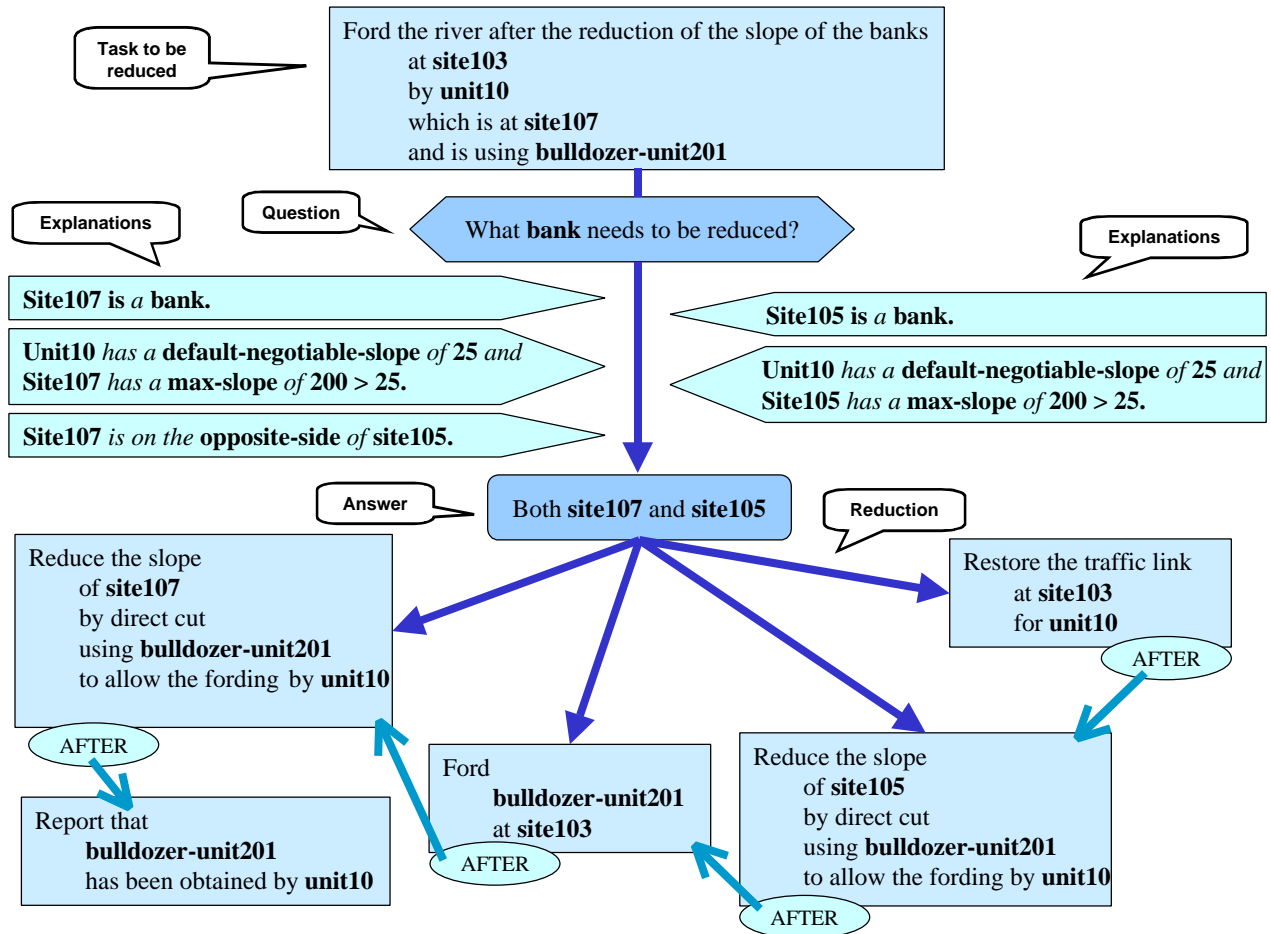 Task to be
reduced
Ford the river after the reduction of the slope of the banks
at site103
by unit10
which is at site107
and is using bulldozer-unit201
Explanations
Question
What bank needs to be reduced?
Explanations
Site107 is a bank.
Unit10 has a default-negotiable-slope of 25 and
Site107 has a max-slope of 200 > 25.
Site107 is on the opposite-side of site105.
Site105 is a bank.
Unit10 has a default-negotiable-slope of 25 and
Site105 has a max-slope of 200 > 25.
Answer
Both site107 and site105
Reduction
Reduce the slope
of site107
by direct cut
using bulldozer-unit201
to allow the fording by unit10
AFTER
Report that
bulldozer-unit201
has been obtained by unit10
Ford
bulldozer-unit201
at site103
AFTER
Reduce the slope
of site105
by direct cut
using bulldozer-unit201
to allow the fording by unit10
AFTER
Restore the traffic link
at site103
for unit10
AFTER